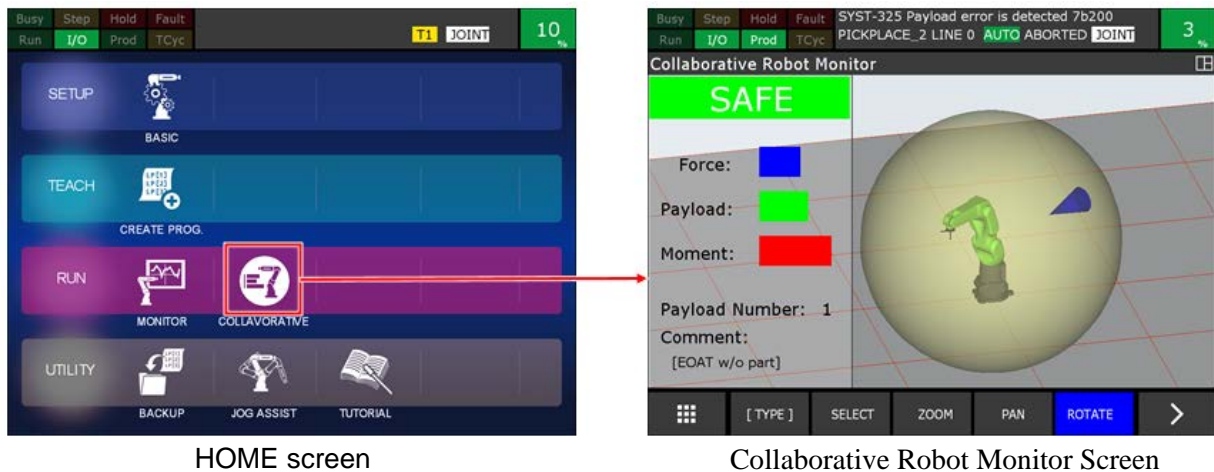 Busy Step Hold Fault
Run I/O Prod TCyc T1 JOINT 10 %
SETUP
BASIC
TEACH
CREATE PROG.
RUN
MONITOR COLLAVORATIVE
UTILITY
BACKUP JOG ASSIST TUTORIAL
HOME screen
Busy Step Hold Fault SYST-325 Payload error is detected 7b200
Run I/O Prod TCyc PICKPLACE_2 LINE 0 AUTO ABORTED JOINT 3 %
Collaborative Robot Monitor
SAFE
Force:
Payload:
Moment:
Payload Number: 1
Comment:
[EOAT w/o part]
[ TYPE ] SELECT ZOOM PAN ROTATE >
Collaborative Robot Monitor Screen